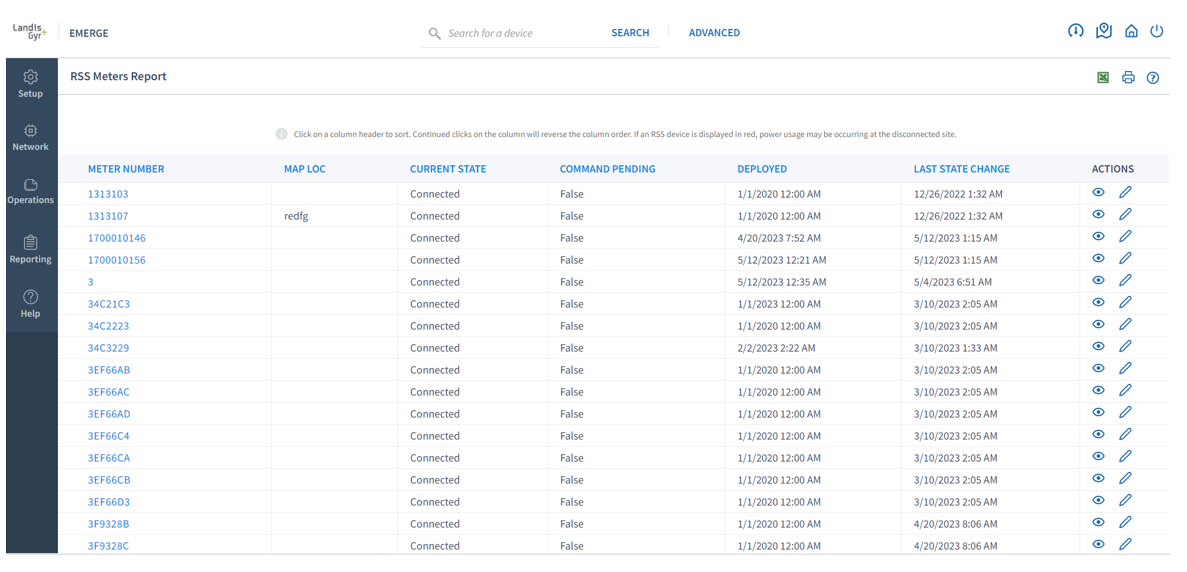 Landis
Gyr+
EMERGE
Search for a device
SEARCH
ADVANCED
RSS Meters Report
Setup
Network
Operations
Reporting
Help
Click on a column header to sort. Continued clicks on the column will reverse the column order. If an RSS device is displayed in red, power usage may be occurring at the disconnected site.
METER NUMBER MAP LOC CURRENT STATE COMMAND PENDING DEPLOYED LAST STATE CHANGE ACTIONS
1313103 Connected False 1/1/2020 12:00 AM 12/26/2022 1:32 AM
1313107 redfg Connected False 1/1/2020 12:00 AM 12/26/2022 1:32 AM
1700010146 Connected False 4/20/2023 7:52 AM 5/12/2023 1:15 AM
1700010156 Connected False 5/12/2023 12:21 AM 5/12/2023 1:15 AM
3 Connected False 5/12/2023 12:35 AM 5/4/2023 6:51 AM
34C21C3 Connected False 1/1/2023 12:00 AM 3/10/2023 2:05 AM
34C2223 Connected False 1/1/2020 12:00 AM 3/10/2023 2:05 AM
34C3229 Connected False 2/2/2023 2:22 AM 3/10/2023 1:33 AM
3EF66AB Connected False 1/1/2020 12:00 AM 3/10/2023 2:05 AM
3EF66AC Connected False 1/1/2020 12:00 AM 3/10/2023 2:05 AM
3EF66AD Connected False 1/1/2020 12:00 AM 3/10/2023 2:05 AM
3EF66C4 Connected False 1/1/2020 12:00 AM 3/10/2023 2:05 AM
3EF66CA Connected False 1/1/2020 12:00 AM 3/10/2023 2:05 AM
3EF66CB Connected False 1/1/2020 12:00 AM 3/10/2023 2:05 AM
3EF66D3 Connected False 1/1/2020 12:00 AM 3/10/2023 2:05 AM
3F9328B Connected False 1/1/2020 12:00 AM 4/20/2023 8:06 AM
3F9328C Connected False 1/1/2020 12:00 AM 4/20/2023 8:06 AM